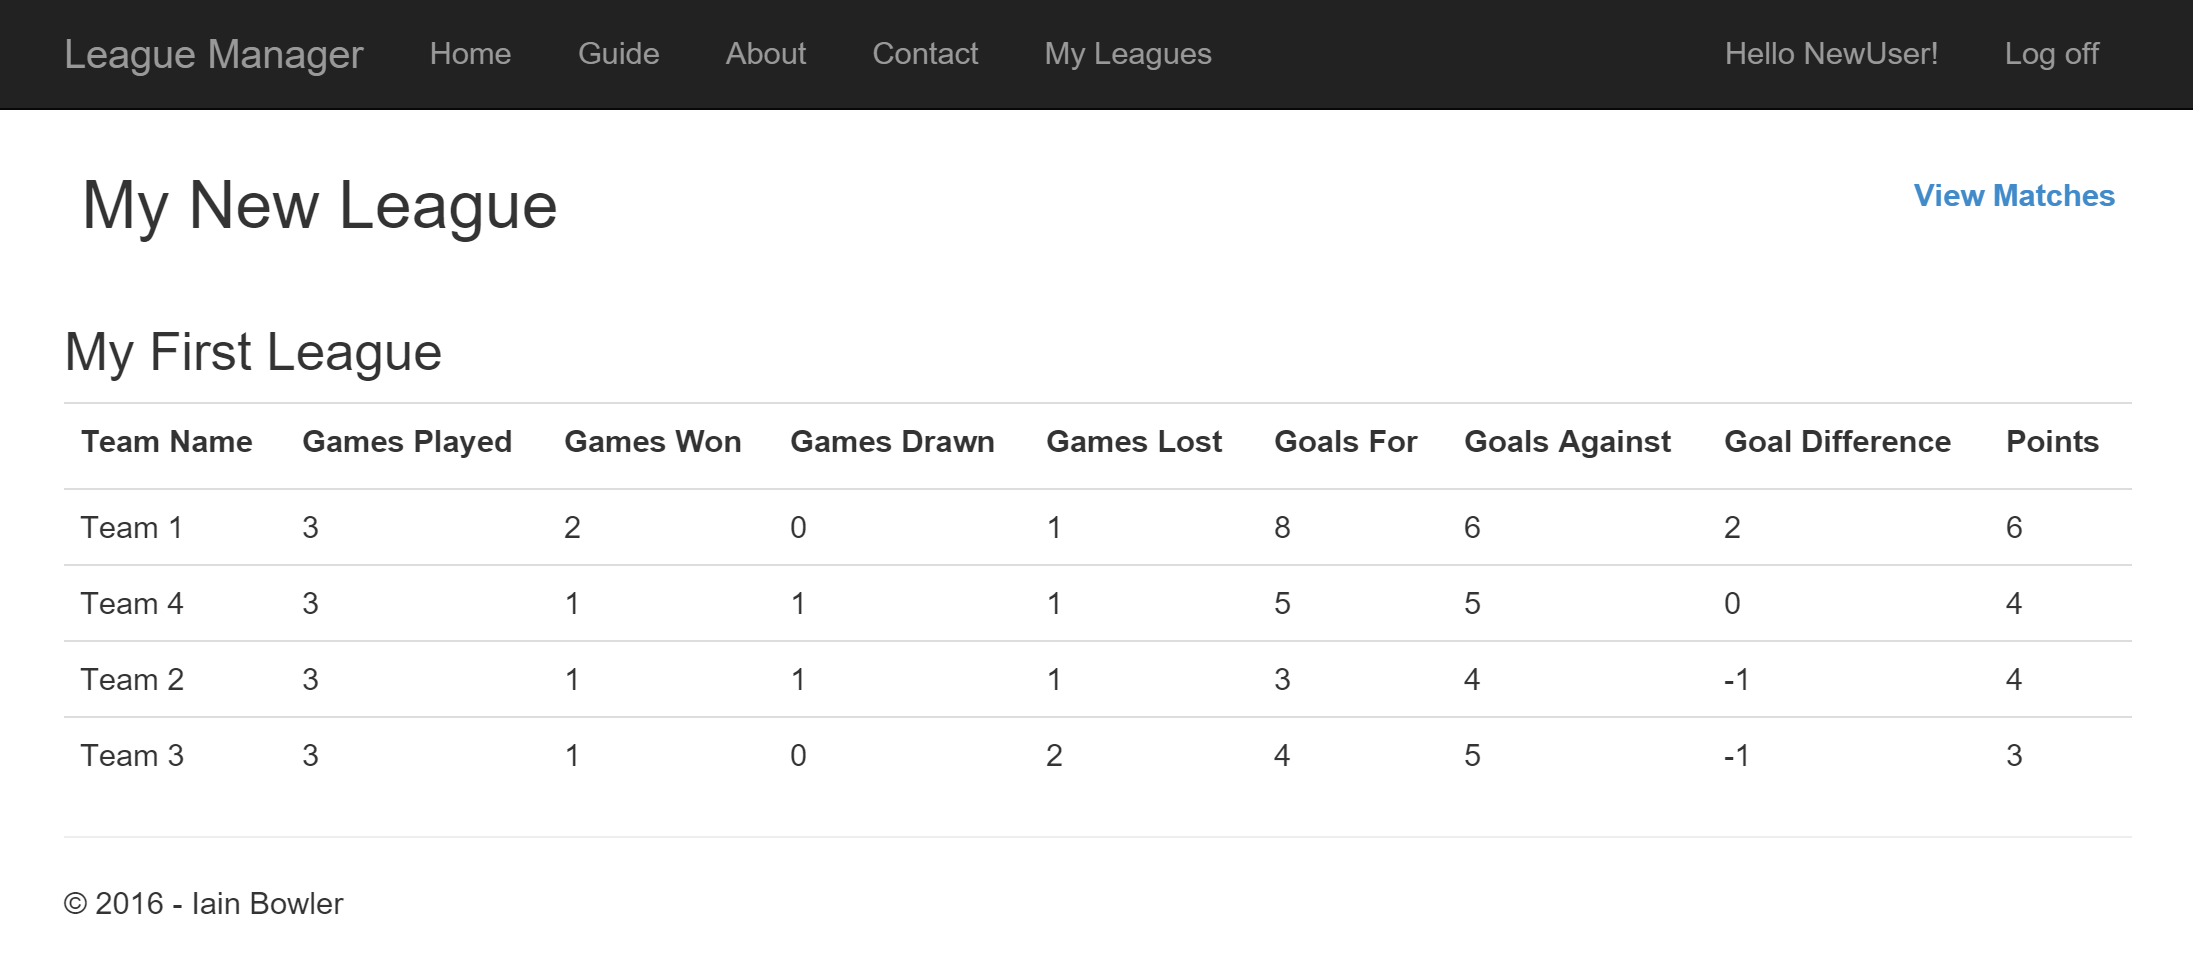 League Manager Home Guide About Contact My Leagues Hello NewUser! Log off
My New League View Matches
My First League
Team Name Games Played Games Won Games Drawn Games Lost Goals For Goals Against Goal Difference Points
Team 1 3 2 0 1 8 6 2 6
Team 4 3 1 1 1 5 5 0 4
Team 2 3 1 1 1 3 4 -1 4
Team 3 3 1 0 2 4 5 -1 3
© 2016 - Iain Bowler